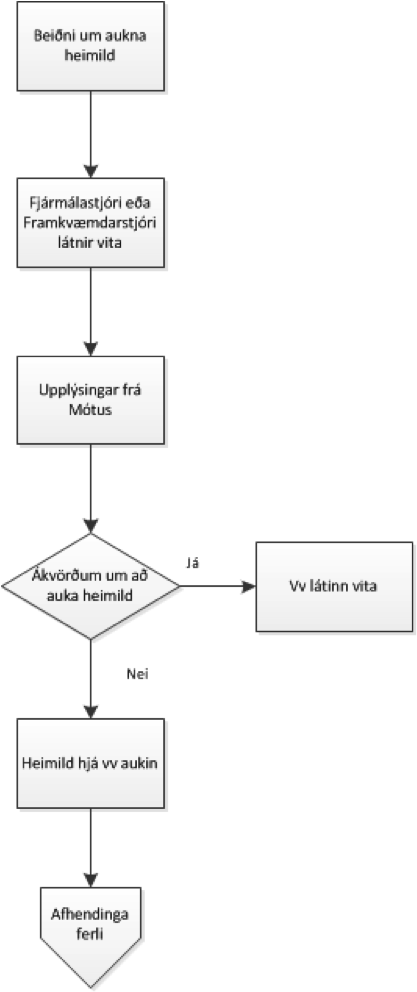 Beiðni um aukna
heimild
Fjármálastjóri eða
Framkvæmdarstjóri
látnir vita
Upplýsingar frá
Mótus
Ákvörðum um að
auka heimild
Já
Vv látinn vita
Nei
Heimild hjá vv aukin
Afhendinga
ferli